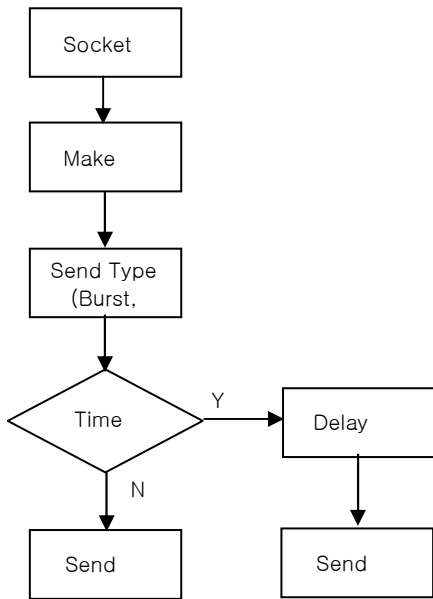 Socket
Make
Send Type
(Burst,
Time
Y
Delay
N
Send
Send